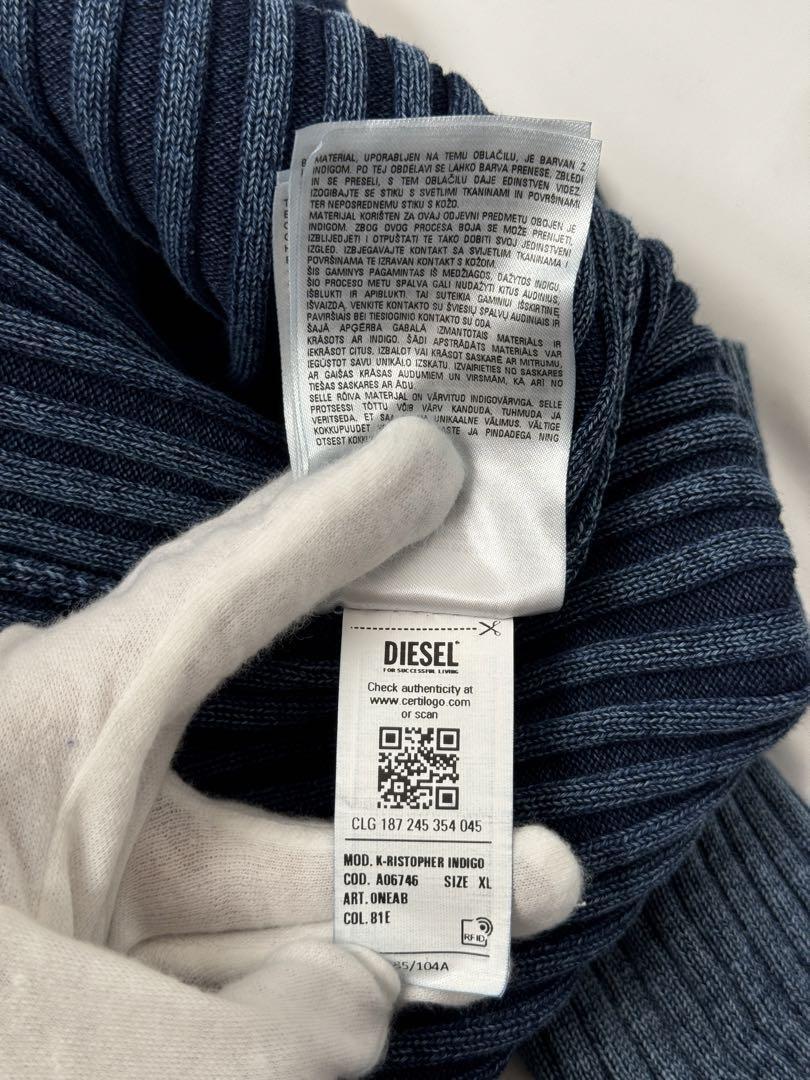 MATERIAL, UPORABLJEN NA TEMU OBLAČILU, JE BARVAN Z
INDIGOM. PO TEJ OBDELAVI SE LAHKO BARVA PRENESE, ZBLEDI
IN SE PRESELI, S TEM OBLAČILU DAJE EDINSTVEN VIDEZ.
IZOGIBAJTE SE STIKU S SVETLIMI TKANINAMI IN POVRŠINAMI
TER NEPOSREDNEMU STIKU S KOŽO.
MATERIJAL KORIŠTEN ZA OVAJ ODJEVNI PREDMETU OBOJEN JE
INDIGOM. ZBOG OVOG PROCESA BOJA SE MOŽE PRENIJETI,
IZBLIJEDJETI I OTPUŠTATI TE TAKO DOBITI SVOJ JEDINSTVENI
IZGLED. IZBJEGAVAJTE KONTAKT SA SVIJETLIM TKANINAMA I
POVRŠINAMA TE IZRAVAN KONTAKT S KOŽOM.
ŠIS GAMINYS PAGAMINTAS IŠ MEDŽIAGOS, DAŽYTOS INDIGU.
ŠIO PROCESO METU SPALVA GALI NUDAŽYTI KITUS AUDINIUS,
IŠBLUKTI IR APIBLUKTI TAI SUTEIKIA GAMINIUI IŠSKIRTINĘ
IŠVAIZDĄ. VENKITE KONTAKTO SU ŠVIESIŲ SPALVŲ AUDINIAIS IR
PAVIRŠIAIS BEI TIESIOGINIO KONTAKTO SU ODA.
ŠAJĀ APĢĒRBA GABALĀ IZMANTOTAIS MATERIĀLS IR
KRĀSOTS AR INDIGO. ŠĀDI APSTRĀDĀTS MATERIĀLS VAR
IEKRĀSOT CITUS, IZBALOT VAI KRĀSOT SASKARĒ AR MITRUMU,
IEGŪSTOT SAVU UNIKĀLO IZSKATU. IZVAIRIETIES NO SASKARES
AR GAIŠAS KRĀSAS AUDUMIEM UN VIRSMĀM, KĀ ARĪ NO
TIEŠAS SASKARES AR ĀDU.
SELLE RÕIVA MATERJAL ON VÄRVITUD INDIGOVÄRVIGA. SELLE
PROTSESSI TÕTTU VÕIB VÄRV KANDUDA, TUHMUDA JA
VERITSEDA, ET UNIKAALNE VÄLIMUS. VÄLTIGE
KOKKUPUUDET JA PINDADEGA NING
OTSEST
DIESEL
FOR SUCCESSFUL LIVING
Check authenticity at
www.certilogo.com
or scan
CLG 187 245 354 045
MOD. K-RISTOPHER INDIGO
COD. A06746 SIZE XL
ART. 0NEAB
COL. 81E
RFID
85/104A